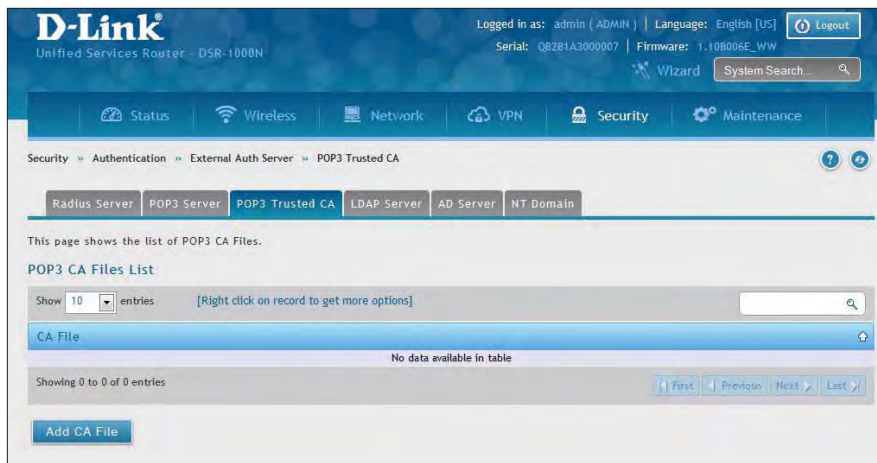 D-Link
Unified Services Router - DSR-1000N
Logged in as: admin ( ADMIN ) | Language: English [US]
Logout
Serial: QB2B1A3000007 | Firmware: 1.10B006E_WW
Wizard
System Search...
Status
Wireless
Network
VPN
Security
Maintenance
Security » Authentication » External Auth Server » POP3 Trusted CA
Radius Server
POP3 Server
POP3 Trusted CA
LDAP Server
AD Server
NT Domain
This page shows the list of POP3 CA Files.
POP3 CA Files List
Show 10 entries
[Right click on record to get more options]
CA File
No data available in table
Showing 0 to 0 of 0 entries
First
Previous
Next
Last
Add CA File